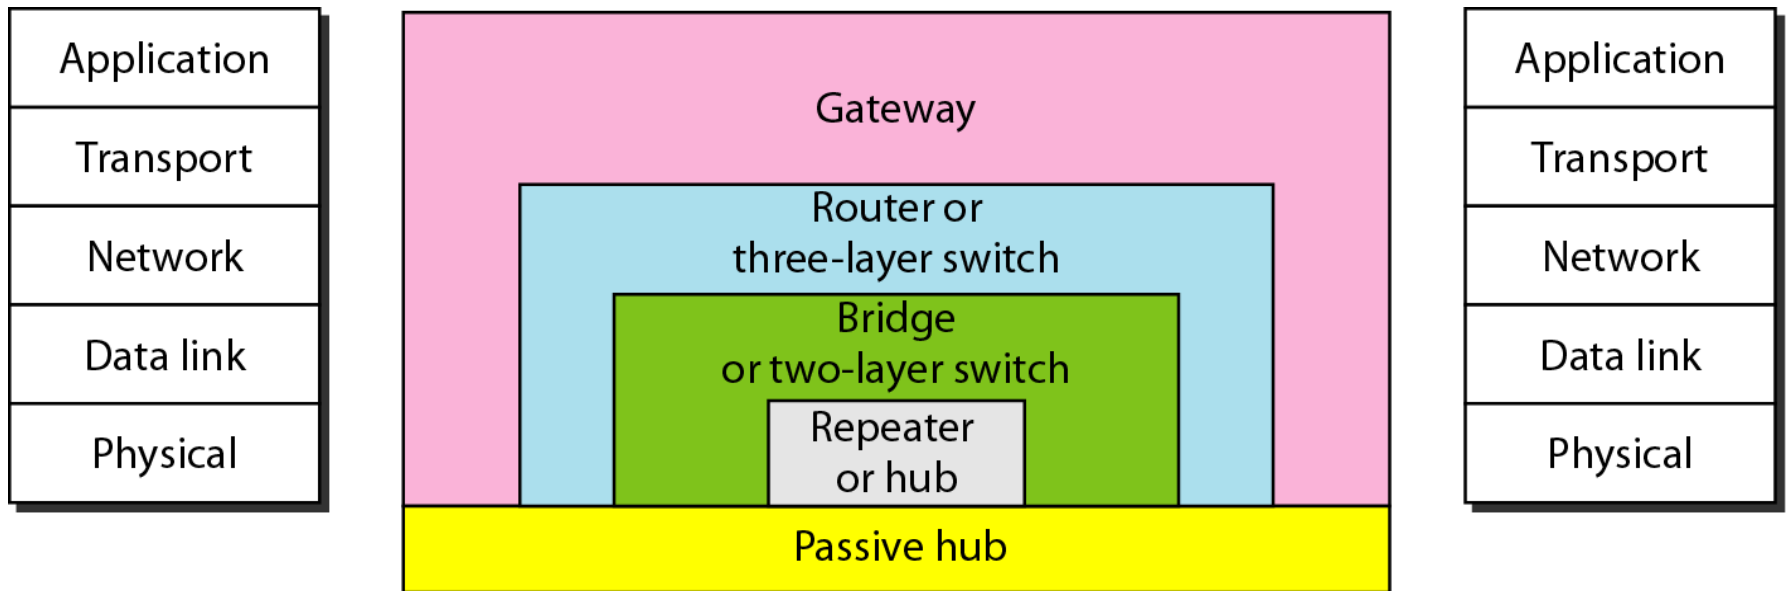 Application
Transport
Network
Data link
Physical
Gateway
Router or
three-layer switch
Bridge
or two-layer switch
Repeater
or hub
Passive hub
Application
Transport
Network
Data link
Physical